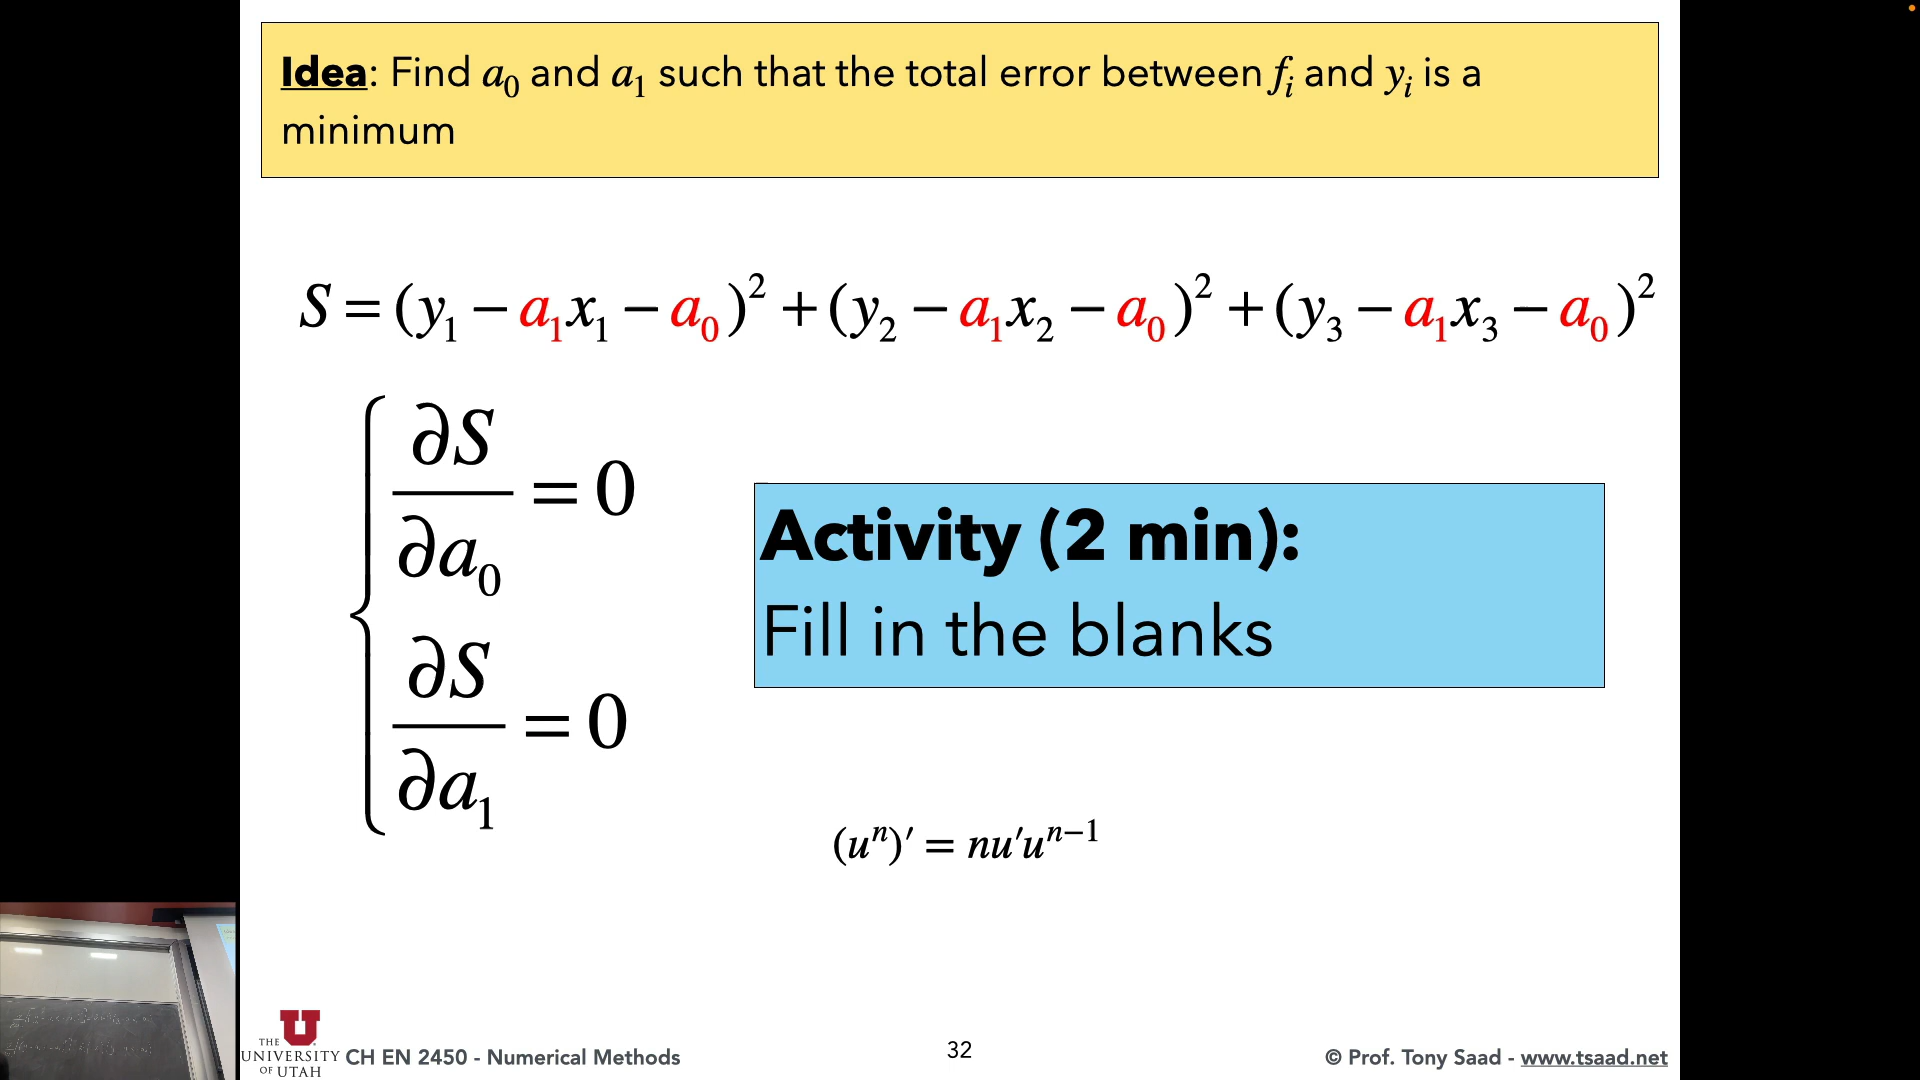 Idea: Find a₀ and a₁ such that the total error between fᵢ and yᵢ is a
minimum
S = (y₁ − a₁x₁ − a₀)² + (y₂ − a₁x₂ − a₀)² + (y₃ − a₁x₃ − a₀)²
∂S/∂a₀ = 0
∂S/∂a₁ = 0
Activity (2 min):
Fill in the blanks
(uⁿ)′ = nu′uⁿ⁻¹
THE
UNIVERSITY
OF UTAH
CH EN 2450 - Numerical Methods
32
© Prof. Tony Saad - www.tsaad.net